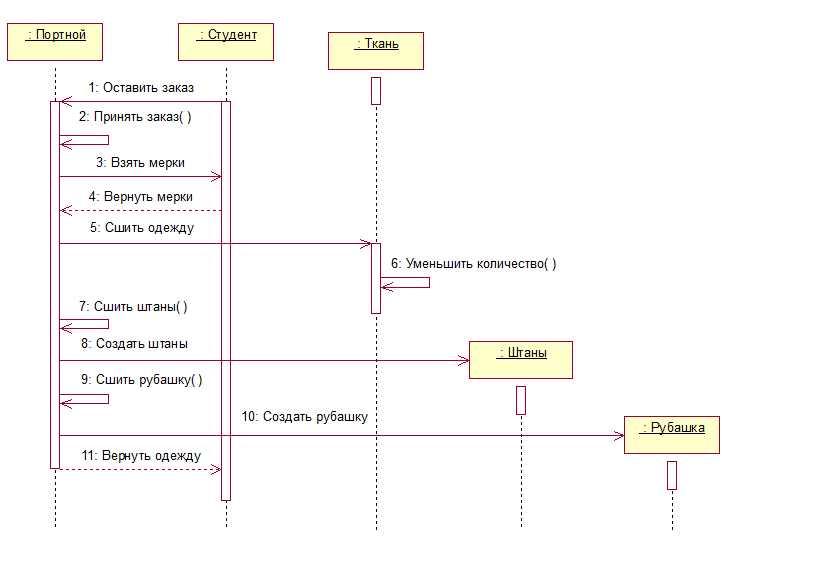 : Портной
: Студент
: Ткань
1: Оставить заказ
2: Принять заказ( )
3: Взять мерки
4: Вернуть мерки
5: Сшить одежду
6: Уменьшить количество( )
7: Сшить штаны( )
8: Создать штаны
: Штаны
9: Сшить рубашку( )
10: Создать рубашку
: Рубашка
11: Вернуть одежду